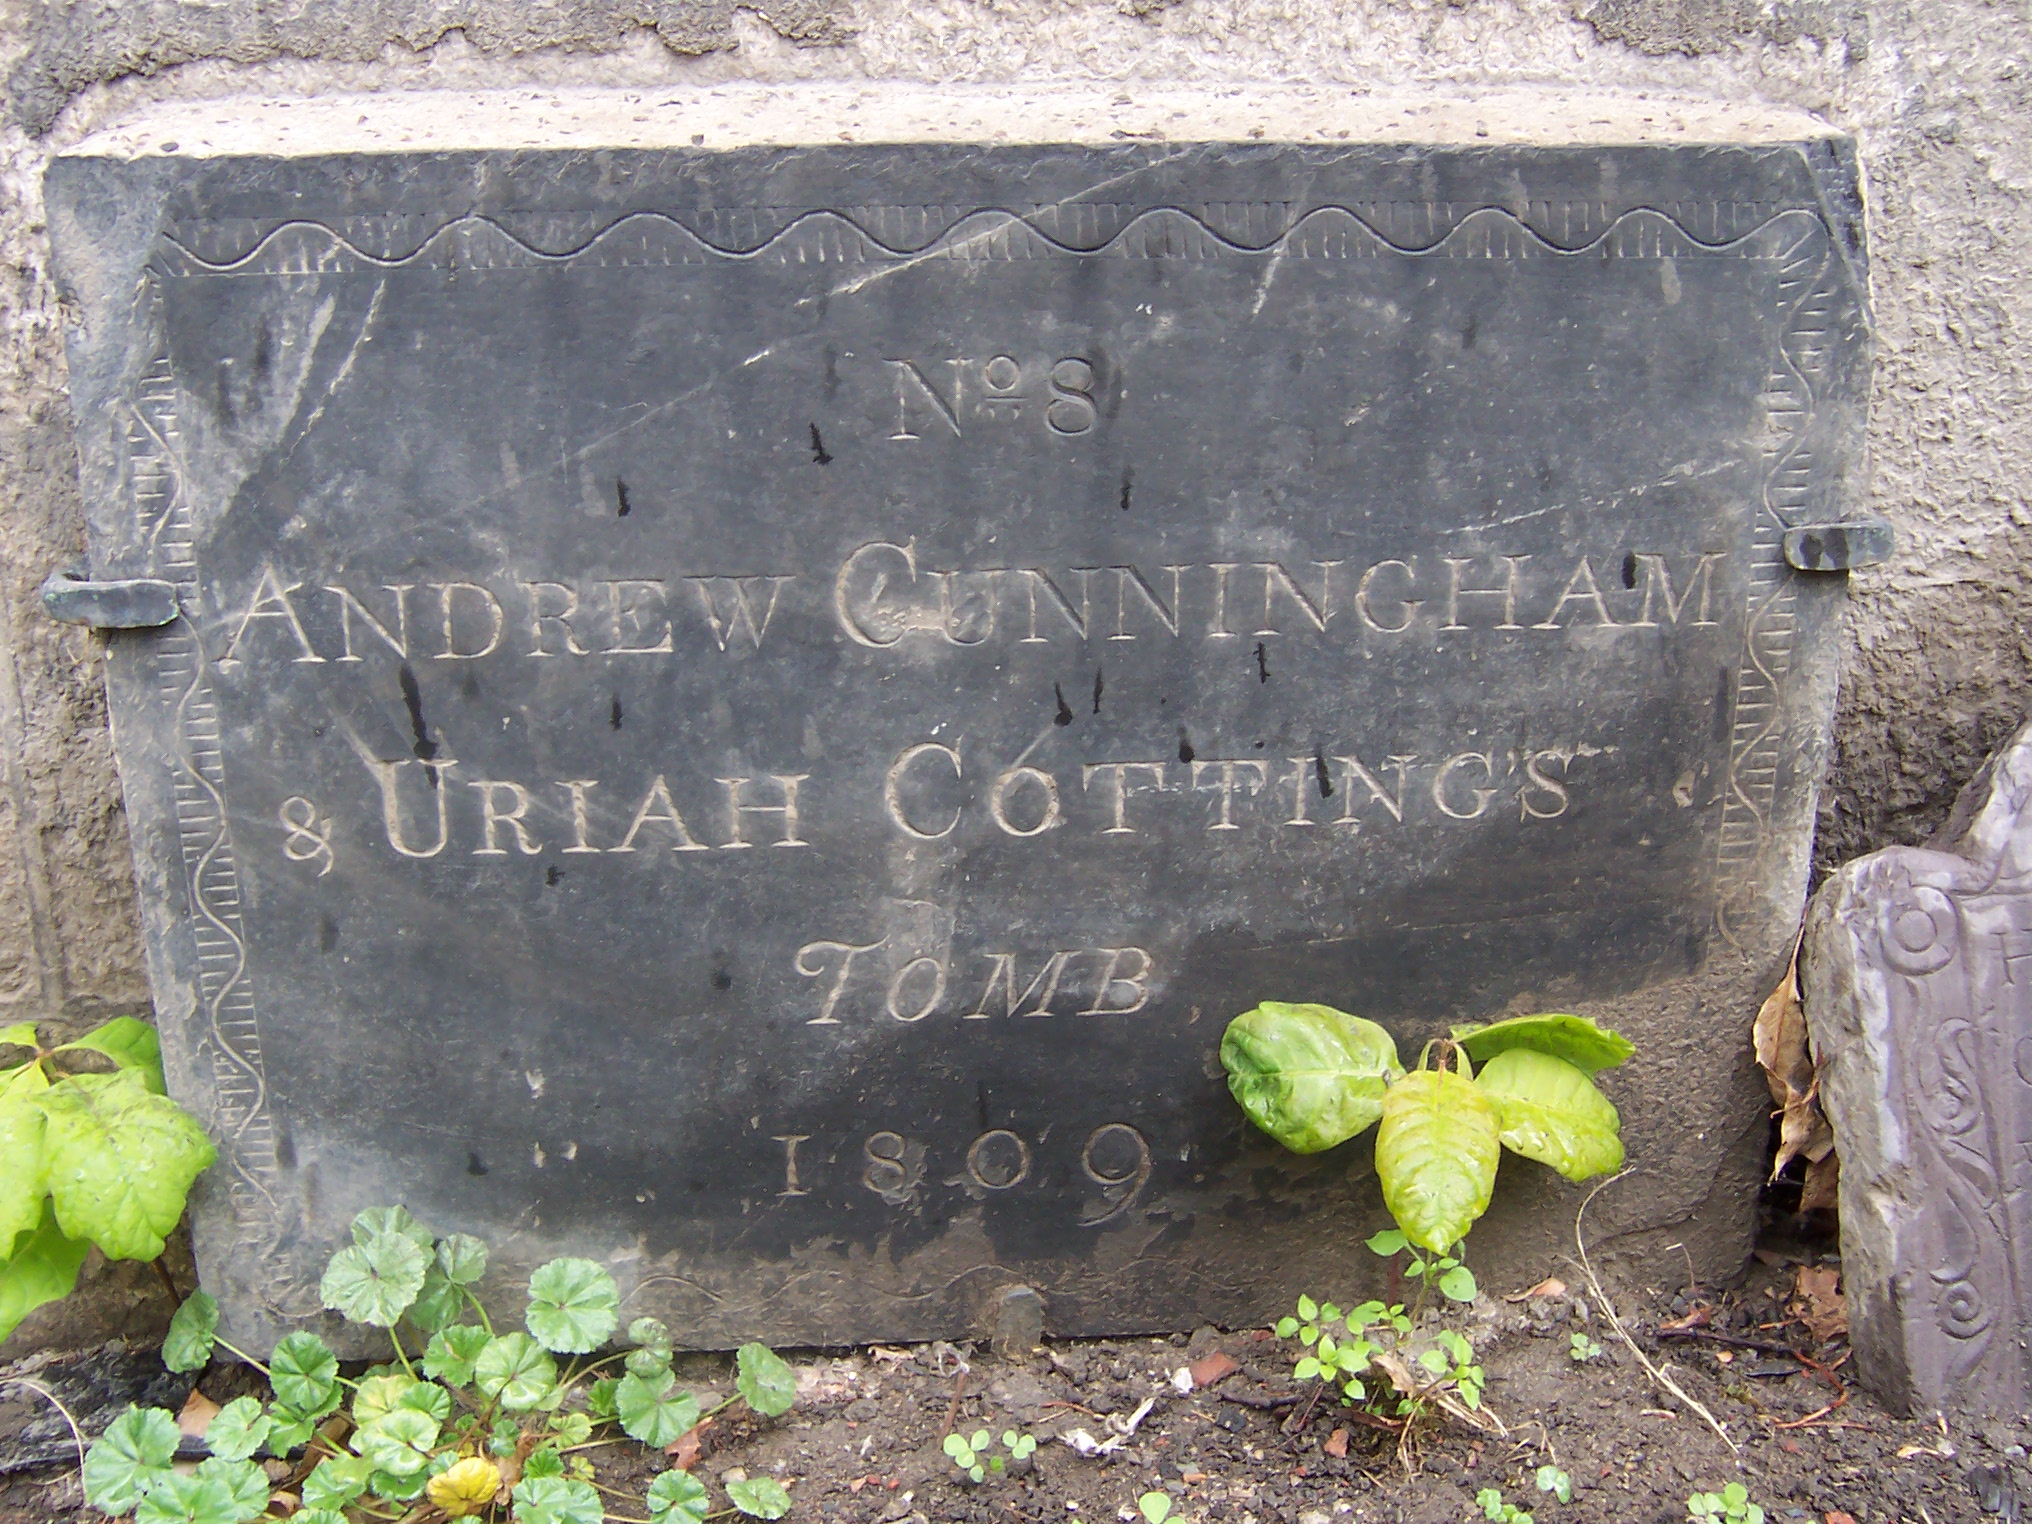 Nº 8
ANDREW CUNNINGHAM
& URIAH COTTING'S
TOMB
1809